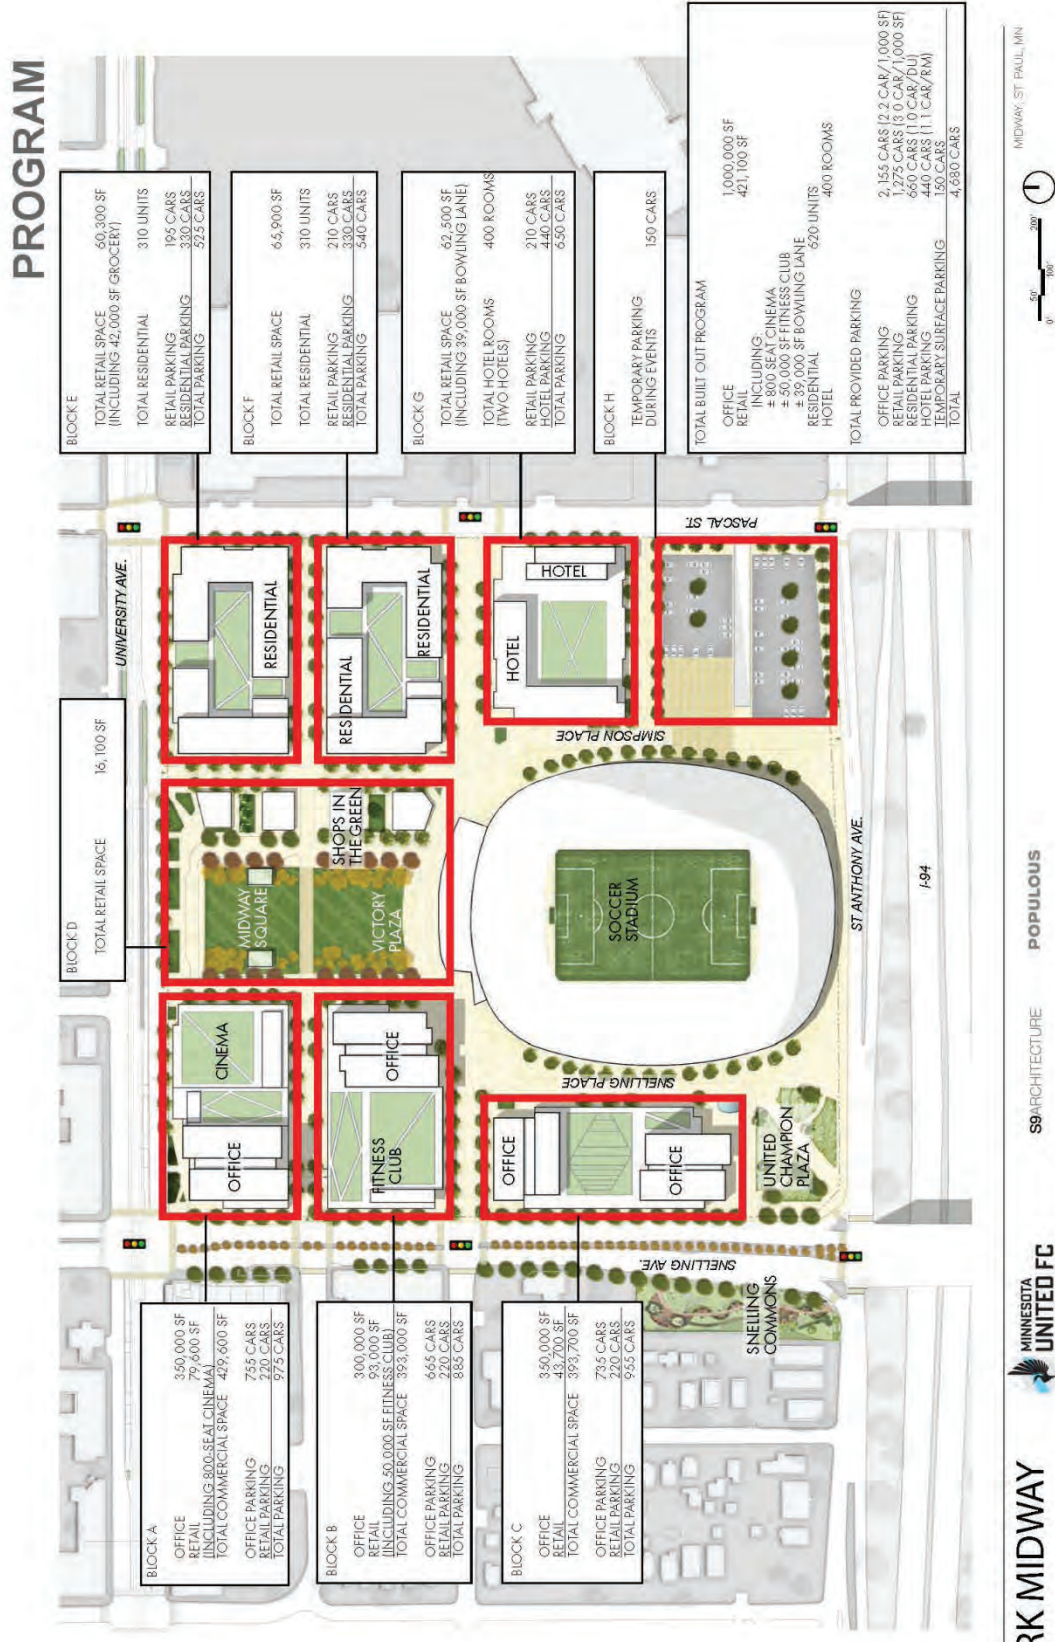 PROGRAM
BLOCK A
OFFICE 350,000 SF
RETAIL 79,600 SF
(INCLUDING 800-SEAT CINEMA)
TOTAL COMMERCIAL SPACE 429,600 SF
OFFICE PARKING 755 CARS
RETAIL PARKING 220 CARS
TOTAL PARKING 975 CARS
BLOCK B
OFFICE 300,000 SF
RETAIL 93,000 SF
(INCLUDING 50,000 SF FITNESS CLUB)
TOTAL COMMERCIAL SPACE 393,000 SF
OFFICE PARKING 665 CARS
RETAIL PARKING 220 CARS
TOTAL PARKING 885 CARS
BLOCK C
OFFICE 350,000 SF
RETAIL 43,700 SF
TOTAL COMMERCIAL SPACE 393,700 SF
OFFICE PARKING 735 CARS
RETAIL PARKING 220 CARS
TOTAL PARKING 955 CARS
BLOCK D
TOTAL RETAIL SPACE 16,100 SF
BLOCK E
TOTAL RETAIL SPACE 60,300 SF
(INCLUDING 42,000 SF GROCERY)
TOTAL RESIDENTIAL 310 UNITS
RETAIL PARKING 195 CARS
RESIDENTIAL PARKING 330 CARS
TOTAL PARKING 525 CARS
BLOCK F
TOTAL RETAIL SPACE 65,900 SF
TOTAL RESIDENTIAL 310 UNITS
RETAIL PARKING 210 CARS
RESIDENTIAL PARKING 330 CARS
TOTAL PARKING 540 CARS
BLOCK G
TOTAL RETAIL SPACE 62,500 SF
(INCLUDING 39,000 SF BOWLING LANE)
TOTAL HOTEL ROOMS 400 ROOMS
(TWO HOTELS)
RETAIL PARKING 210 CARS
HOTEL PARKING 440 CARS
TOTAL PARKING 650 CARS
BLOCK H
TEMPORARY PARKING 150 CARS
DURING EVENTS
TOTAL BUILT OUT PROGRAM
OFFICE 1,000,000 SF
RETAIL 421,100 SF
INCLUDING:
± 800 SEAT CINEMA
± 50,000 SF FITNESS CLUB
± 39,000 SF BOWLING LANE
RESIDENTIAL 620 UNITS
HOTEL 400 ROOMS
TOTAL PROVIDED PARKING
OFFICE PARKING 2,155 CARS (2.2 CAR/1,000 SF)
RETAIL PARKING 1,275 CARS (3.0 CAR/1,000 SF)
RESIDENTIAL PARKING 660 CARS (1.0 CAR/DU)
HOTEL PARKING 440 CARS (1.1 CAR/RM)
TEMPORARY SURFACE PARKING 150 CARS
TOTAL 4,680 CARS
UNIVERSITY AVE.
OFFICE
CINEMA
MIDWAY
SQUARE
RESIDENTIAL
FITNESS
CLUB
OFFICE
VICTORY
PLAZA
SHOPS IN
THE GREEN
RESIDENTIAL
RESIDENTIAL
SNELLING AVE.
OFFICE
OFFICE
SNELLING PLACE
SOCCER
STADIUM
SIMPSON PLACE
HOTEL
HOTEL
PASCAL ST.
SNELLING
COMMONS
UNITED
CHAMPION
PLAZA
ST ANTHONY AVE.
I-94
RK MIDWAY
MINNESOTA
UNITED FC
S9ARCHITECTURE
POPULOUS
0' 50' 100' 200'
MIDWAY, ST PAUL, MN